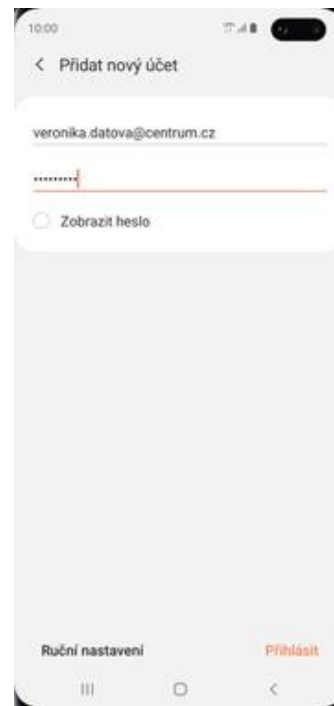 10:00
Přidat nový účet
veronika.datova@centrum.cz
•••••••••
Zobrazit heslo
Ruční nastavení
Přihlásit